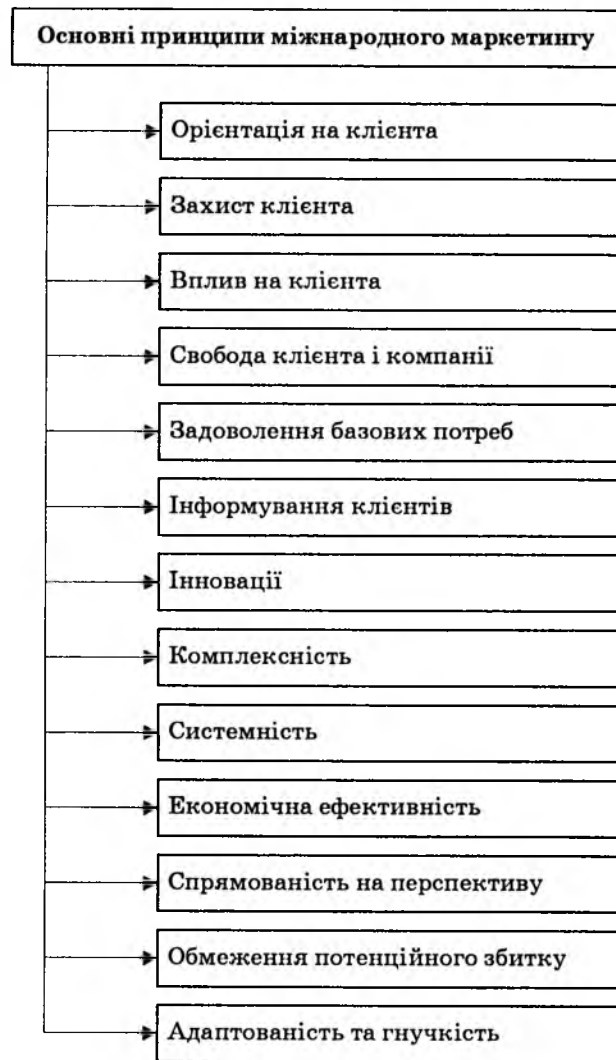 Основні принципи міжнародного маркетингу
Орієнтація на клієнта
Захист клієнта
Вплив на клієнта
Свобода клієнта і компанії
Задоволення базових потреб
Інформування клієнтів
Інновації
Комплексність
Системність
Економічна ефективність
Спрямованість на перспективу
Обмеження потенційного збитку
Адаптованість та гнучкість